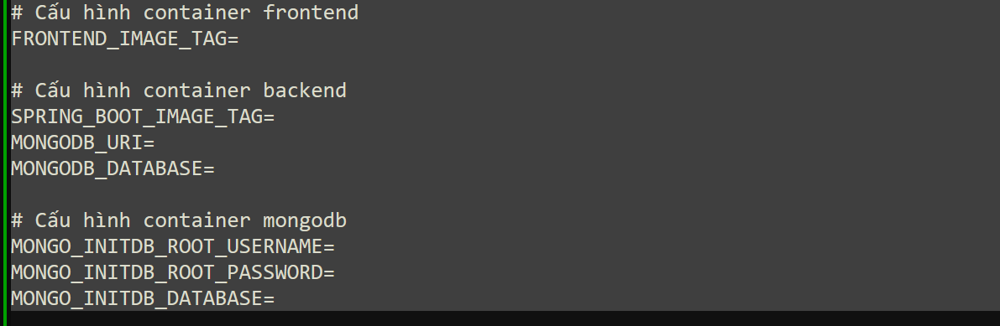 # Cấu hình container frontend
FRONTEND_IMAGE_TAG=
# Cấu hình container backend
SPRING_BOOT_IMAGE_TAG=
MONGODB_URI=
MONGODB_DATABASE=
# Cấu hình container mongodb
MONGO_INITDB_ROOT_USERNAME=
MONGO_INITDB_ROOT_PASSWORD=
MONGO_INITDB_DATABASE=